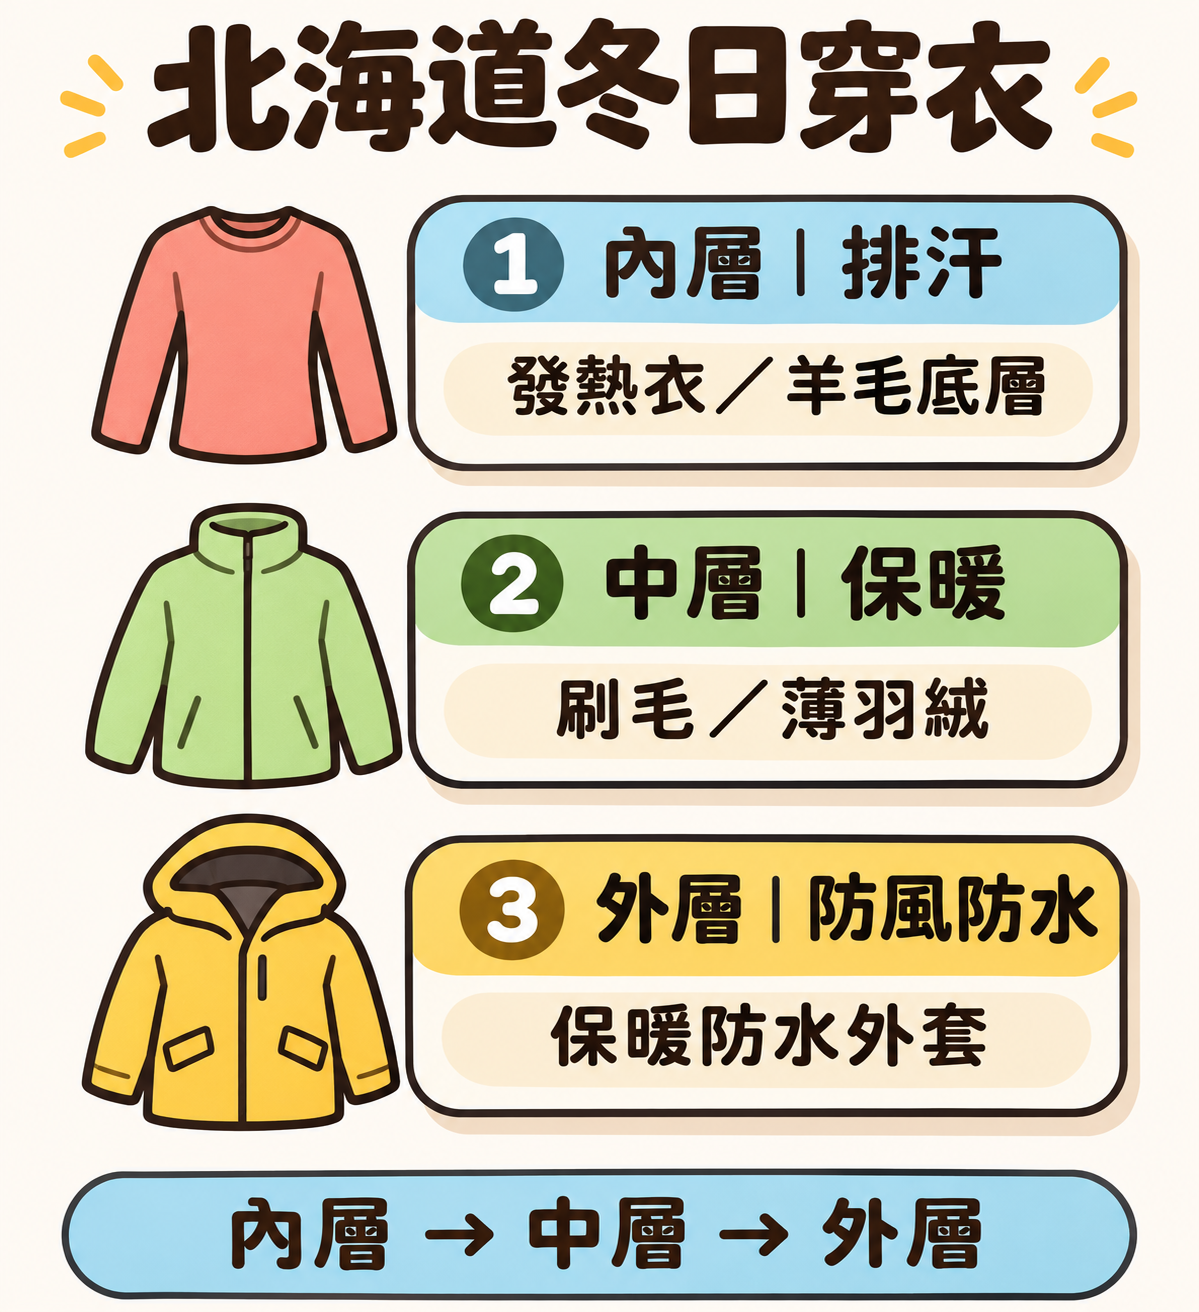 北海道冬日穿衣
1 內層｜排汗
發熱衣／羊毛底層
2 中層｜保暖
刷毛／薄羽絨
3 外層｜防風防水
保暖防水外套
內層→中層→外層